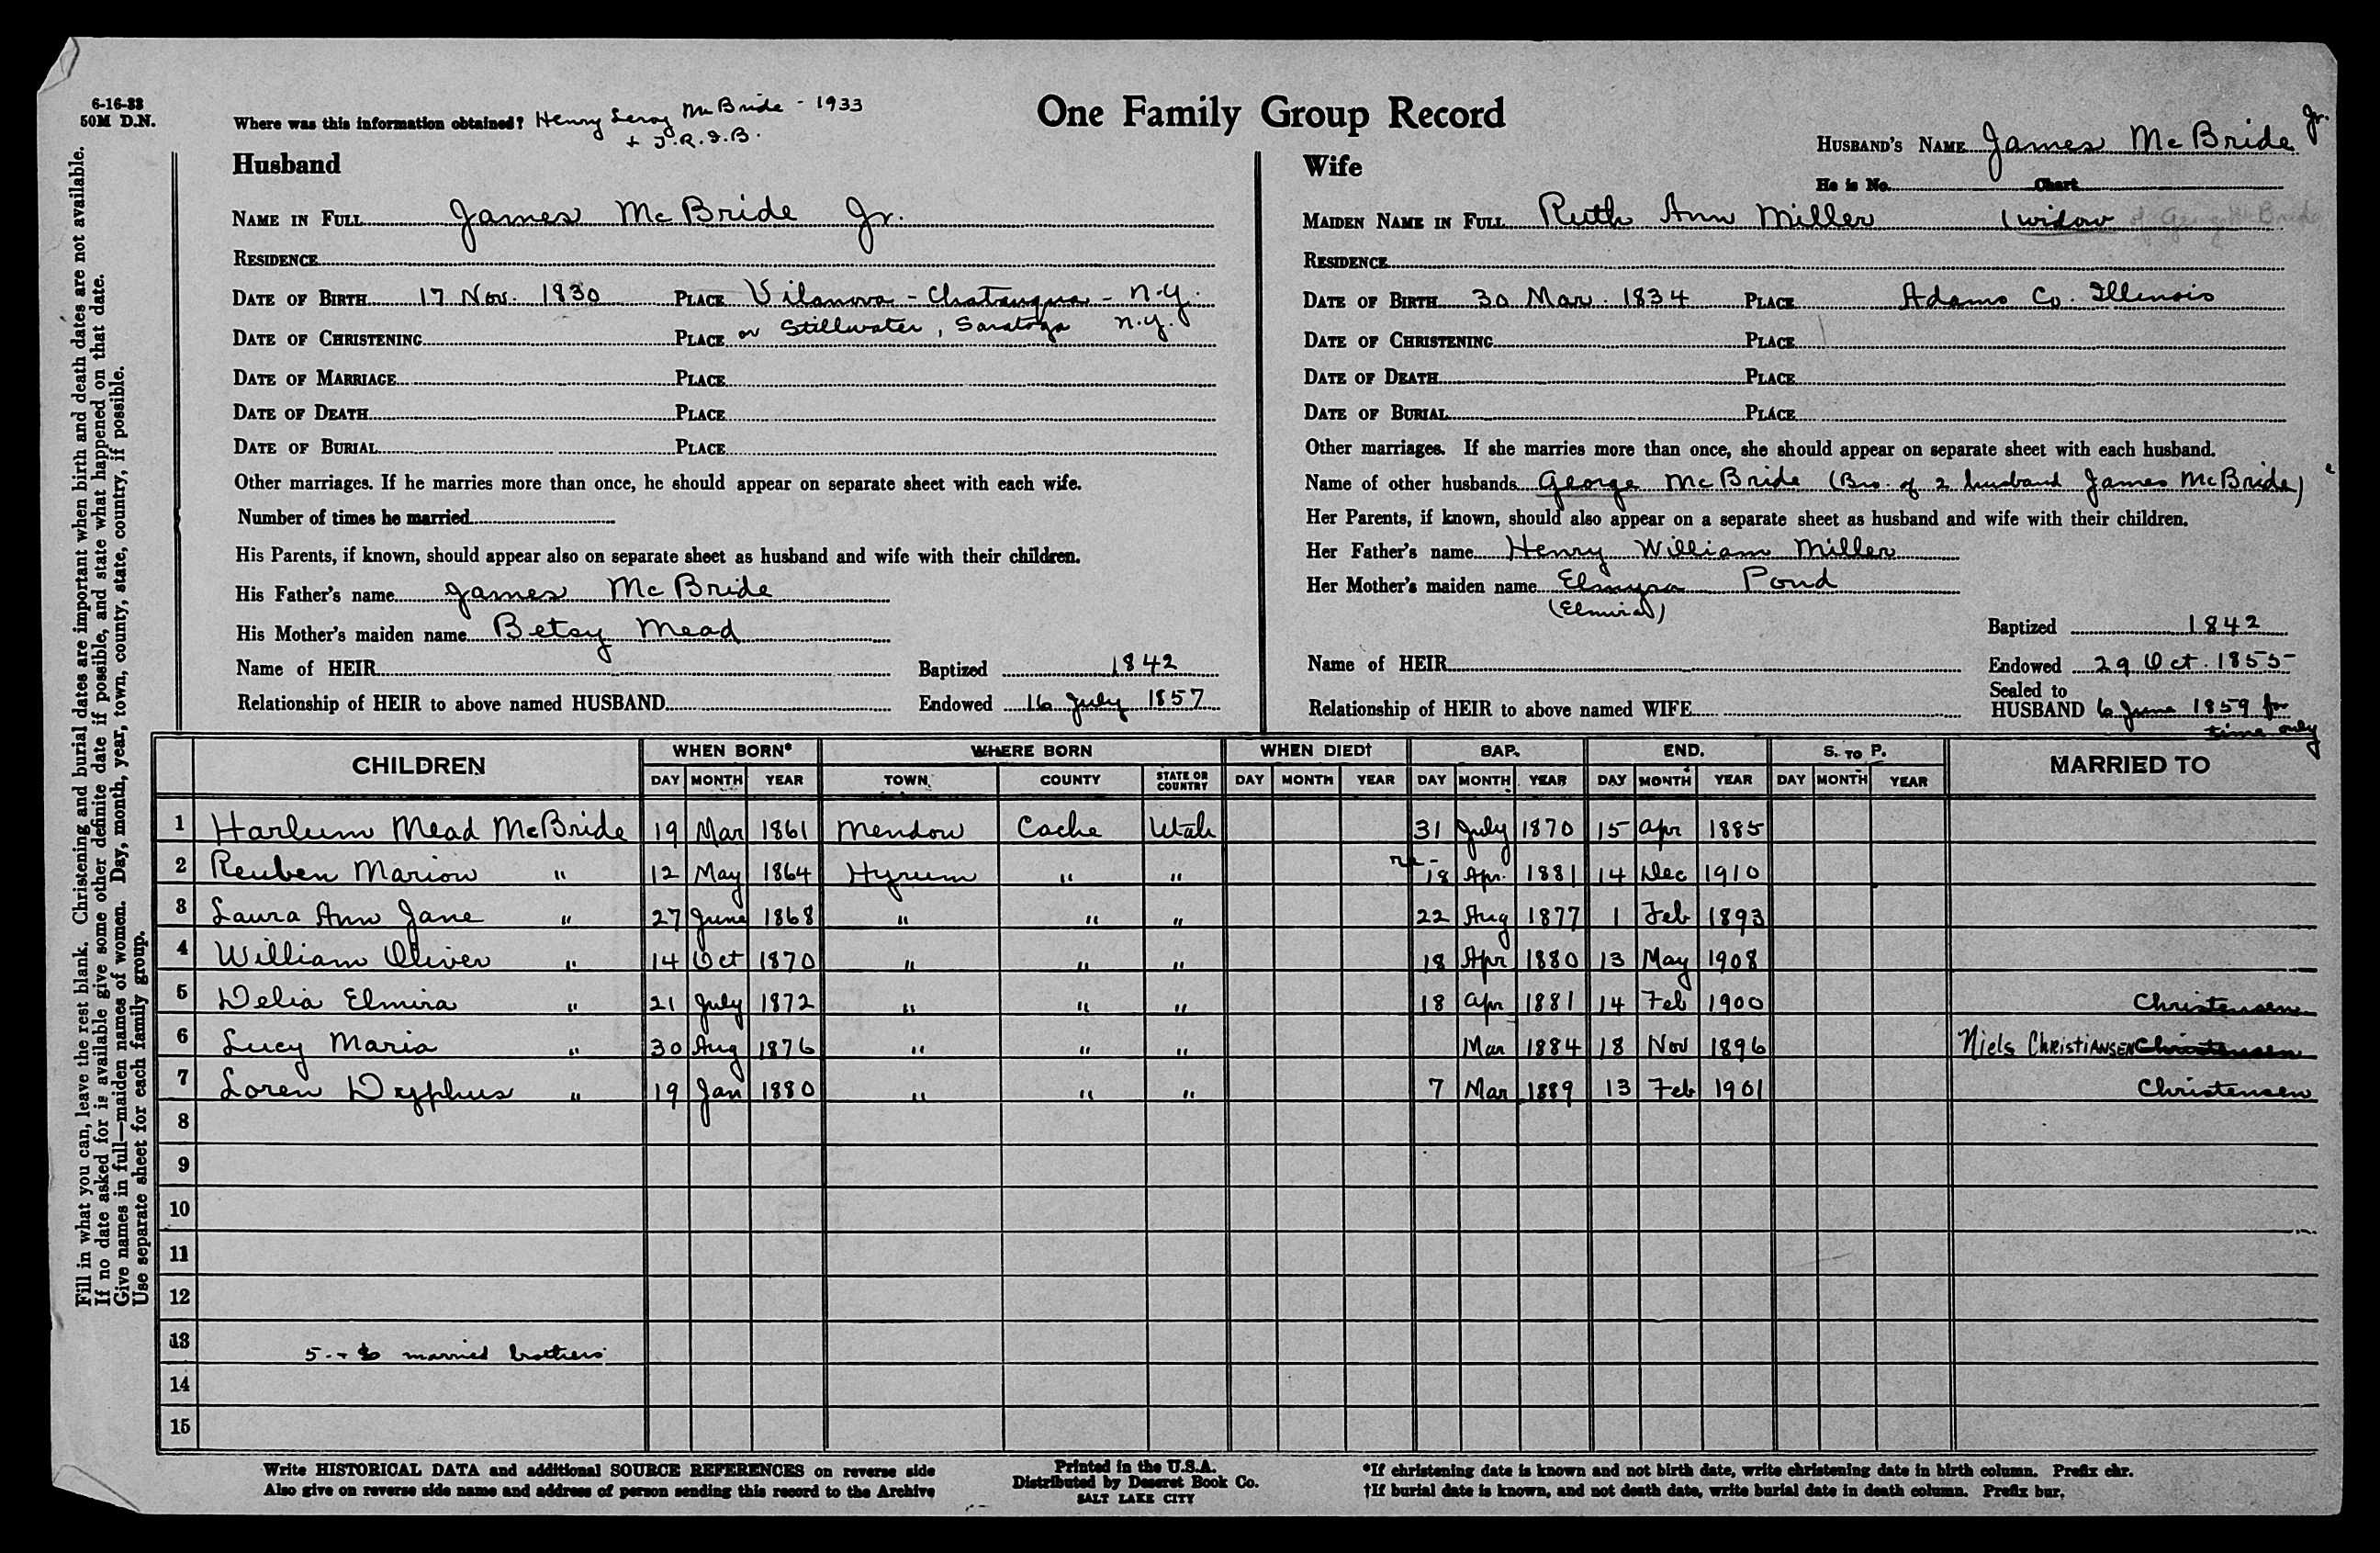 6-16-33
50M D.N.
Where was this information obtained? Henry Leroy McBride - 1933
+ T.R.I.B.
One Family Group Record
HUSBAND'S NAME James McBride Jr.
He is No. Chart
Husband
NAME IN FULL James McBride Jr.
RESIDENCE
DATE OF BIRTH 17 Nov. 1830 PLACE Vilanova - Chatauqua - N.Y.
DATE OF CHRISTENING PLACE or Stillwater, Saratoga N.Y.
DATE OF MARRIAGE PLACE
DATE OF DEATH PLACE
DATE OF BURIAL PLACE
Other marriages. If he marries more than once, he should appear on separate sheet with each wife.
Number of times he married
His Parents, if known, should appear also on separate sheet as husband and wife with their children.
His Father's name James McBride
His Mother's maiden name Betsy Mead
Name of HEIR Baptized 1842
Relationship of HEIR to above named HUSBAND Endowed 16 July 1857
Wife
MAIDEN NAME IN FULL Ruth Ann Miller (widow of George McBride
RESIDENCE
DATE OF BIRTH 30 Mar. 1834 PLACE Adams Co. Illinois
DATE OF CHRISTENING PLACE
DATE OF DEATH PLACE
DATE OF BURIAL PLACE
Other marriages. If she marries more than once, she should appear on separate sheet with each husband.
Name of other husbands George McBride (Bro. of 2 husband James McBride)
Her Parents, if known, should also appear on a separate sheet as husband and wife with their children.
Her Father's name Henry William Miller
Her Mother's maiden name Elmyra Pond
(Elmira)
Baptized 1842
Name of HEIR Endowed 29 Oct. 1855
Relationship of HEIR to above named WIFE Sealed to HUSBAND 6 June 1859 for
time only
CHILDREN WHEN BORN* WHERE BORN WHEN DIED† BAP. END. S. TO P. MARRIED TO
DAY MONTH YEAR TOWN COUNTY STATE OR COUNTRY DAY MONTH YEAR DAY MONTH YEAR DAY MONTH YEAR DAY MONTH YEAR
1 Harlum Mead McBride 19 Mar 1861 Mendow Cache Utah 31 July 1870 15 Apr 1885
2 Reuben Marion " 12 May 1864 Hyrum " " re- 18 Apr. 1881 14 Dec 1910
3 Laura Ann Jane " 27 June 1868 " " " 22 Aug 1877 1 Feb 1893
4 William Oliver " 14 Oct 1870 " " " 18 Apr 1880 13 May 1908
5 Delia Elmira " 21 July 1872 " " " 18 Apr 1881 14 Feb 1900 Christensen
6 Lucy Maria " 30 Aug 1876 " " " Mar 1884 18 Nov 1896 Niels Christiansen Christensen
7 Loren Dyphus " 19 Jan 1880 " " " 7 Mar 1889 13 Feb 1901 Christensen
8
9
10
11
12
13 5 - + 6 married brothers
14
15
Fill in what you can, leave the rest blank. Christening and burial dates are important when birth and death dates are not available.
If no date asked for is available give some other definite date if possible, and state what happened on that date.
Give names in full—maiden names of women. Day, month, year, town, county, state, country, if possible.
Use separate sheet for each family group.
Write HISTORICAL DATA and additional SOURCE REFERENCES on reverse side
Also give on reverse side name and address of person sending this record to the Archive
Printed in the U.S.A.
Distributed by Deseret Book Co.
SALT LAKE CITY
*If christening date is known and not birth date, write christening date in birth column. Prefix chr.
†If burial date is known, and not death date, write burial date in death column. Prefix bur.